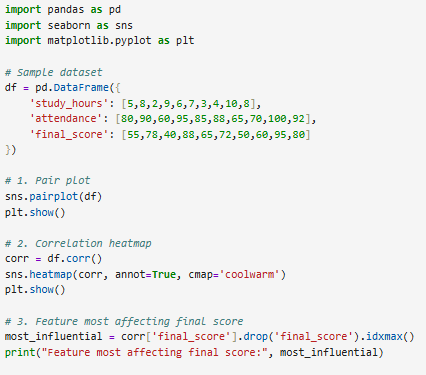 import pandas as pd
import seaborn as sns
import matplotlib.pyplot as plt
# Sample dataset
df = pd.DataFrame({
    'study_hours': [5,8,2,9,6,7,3,4,10,8],
    'attendance': [80,90,60,95,85,88,65,70,100,92],
    'final_score': [55,78,40,88,65,72,50,60,95,80]
})
# 1. Pair plot
sns.pairplot(df)
plt.show()
# 2. Correlation heatmap
corr = df.corr()
sns.heatmap(corr, annot=True, cmap='coolwarm')
plt.show()
# 3. Feature most affecting final score
most_influential = corr['final_score'].drop('final_score').idxmax()
print("Feature most affecting final score:", most_influential)